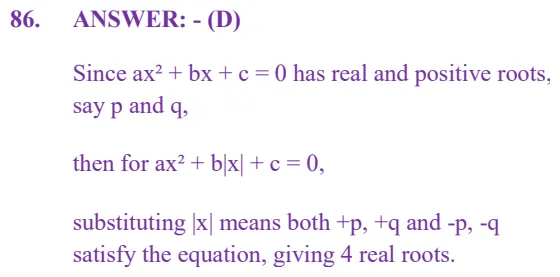 86. ANSWER: - (D)
Since ax² + bx + c = 0 has real and positive roots,
say p and q,
then for ax² + b|x| + c = 0,
substituting |x| means both +p, +q and -p, -q
satisfy the equation, giving 4 real roots.